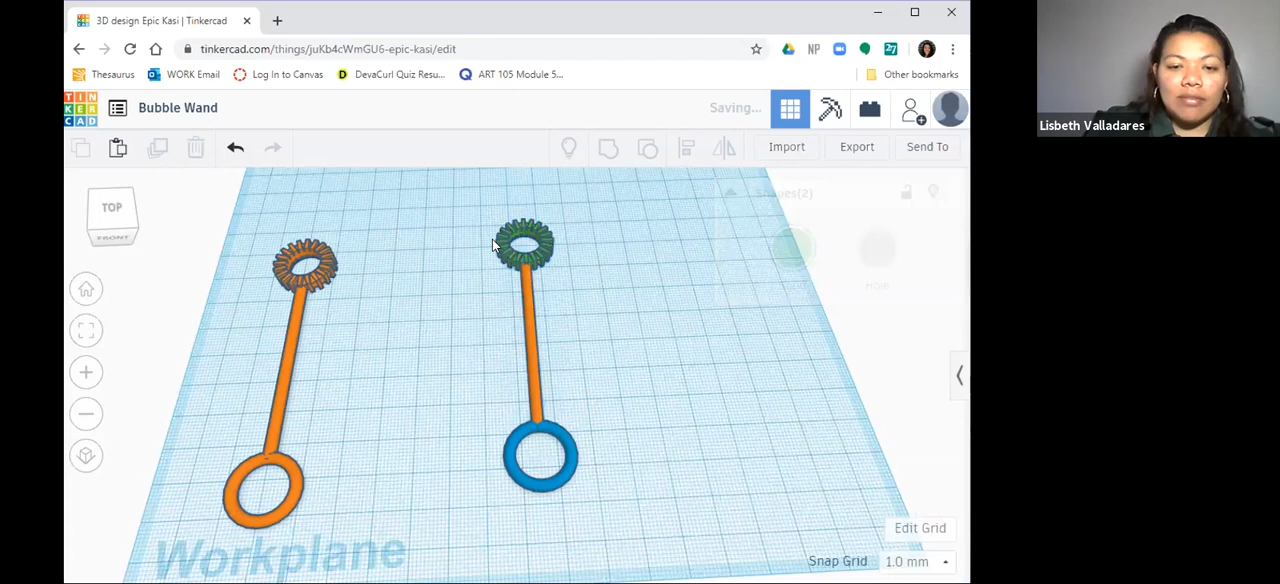 3D design Epic Kasi | Tinkercad
tinkercad.com/things/juKb4cWmGU6-epic-kasi/edit
NP
27
Thesaurus
WORK Email
Log In to Canvas
D
DevaCurl Quiz Resu...
Q
ART 105 Module 5...
Other bookmarks
TIN
KER
CAD
Bubble Wand
Saving...
Import
Export
Send To
TOP
FRONT
Shapes(2)
Workplane
Edit Grid
Snap Grid 1.0 mm
Lisbeth Valladares